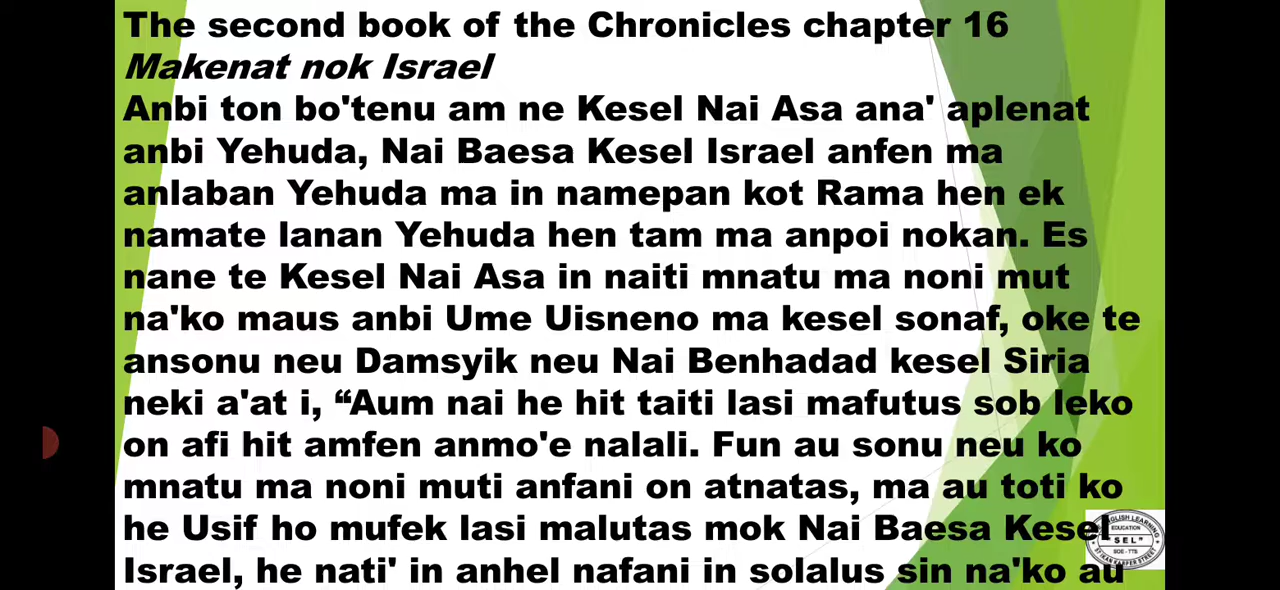 The second book of the Chronicles chapter 16
Makenat nok Israel
Anbi ton bo'tenu am ne Kesel Nai Asa ana' aplenat
anbi Yehuda, Nai Baesa Kesel Israel anfen ma
anlaban Yehuda ma in namepan kot Rama hen ek
namate lanan Yehuda hen tam ma anpoi nokan. Es
nane te Kesel Nai Asa in naiti mnatu ma noni mut
na'ko maus anbi Ume Uisneno ma kesel sonaf, oke te
ansonu neu Damsyik neu Nai Benhadad kesel Siria
neki a'at i, “Aum nai he hit taiti lasi mafutus sob leko
on afi hit amfen anmo'e nalali. Fun au sonu neu ko
mnatu ma noni muti anfani on atnatas, ma au toti ko
he Usif ho mufek lasi malutas mok Nai Baesa Kesel
Israel, he nati' in anhel nafani in solalus sin na'ko au
ENGLISH LEARNING
EDUCATION
"SEL"
SOE - TTS